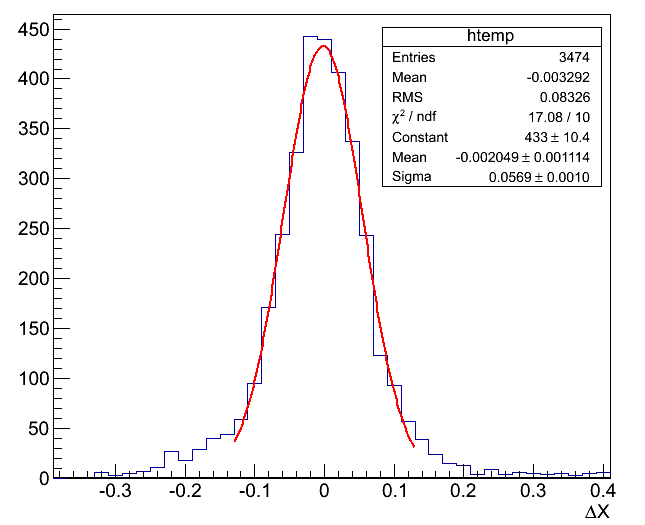 450
400
350
300
250
200
150
100
50
0
htemp
Entries 3474
Mean -0.003292
RMS 0.08326
χ² / ndf 17.08 / 10
Constant 433 ± 10.4
Mean -0.002049 ± 0.001114
Sigma 0.0569 ± 0.0010
-0.3 -0.2 -0.1 0 0.1 0.2 0.3 0.4
ΔX